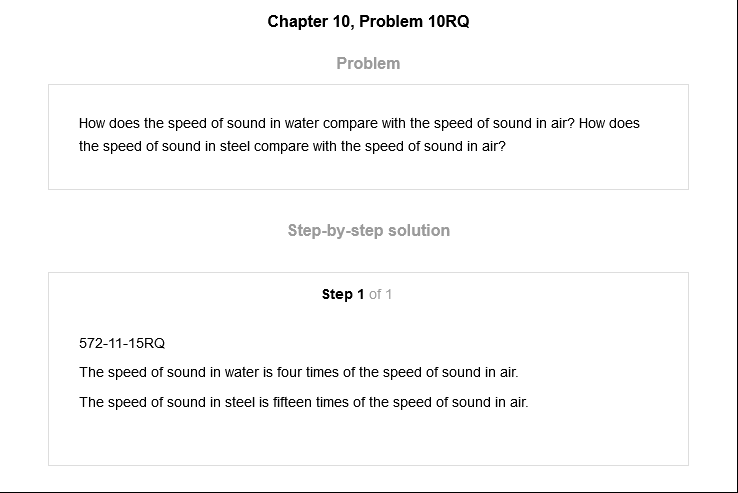 Chapter 10, Problem 10RQ
Problem
How does the speed of sound in water compare with the speed of sound in air? How does
the speed of sound in steel compare with the speed of sound in air?
Step-by-step solution
Step 1 of 1
572-11-15RQ
The speed of sound in water is four times of the speed of sound in air.
The speed of sound in steel is fifteen times of the speed of sound in air.